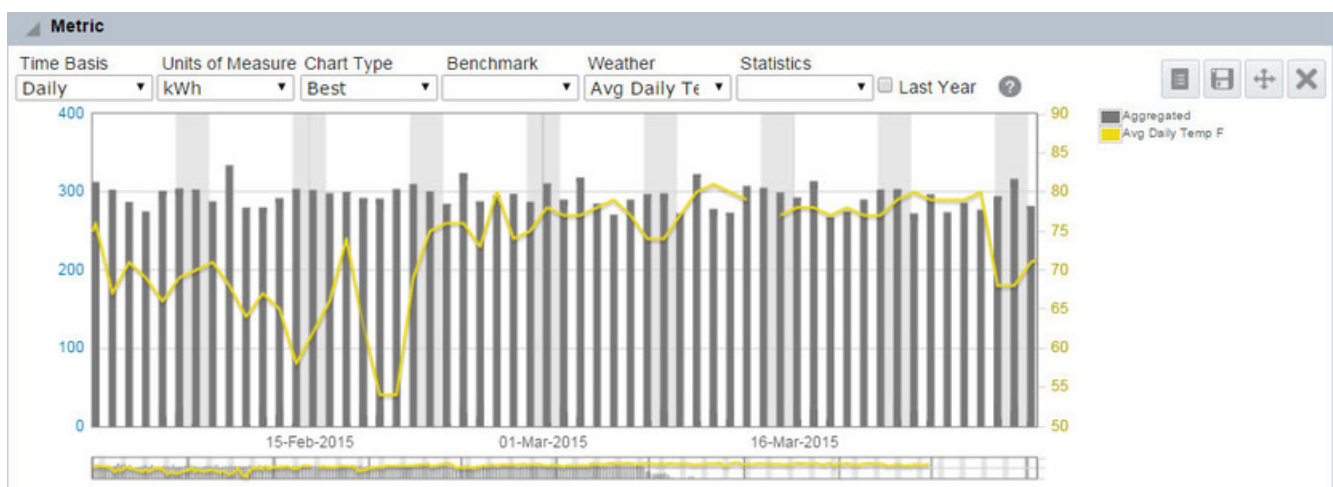 Metric
Time Basis Units of Measure Chart Type Benchmark Weather Statistics
Daily kWh Best Avg Daily Te Last Year ?
400 90 Aggregated
85 Avg Daily Temp F
300 80
75
200 70
65
100 60
55
0 50
15-Feb-2015 01-Mar-2015 16-Mar-2015